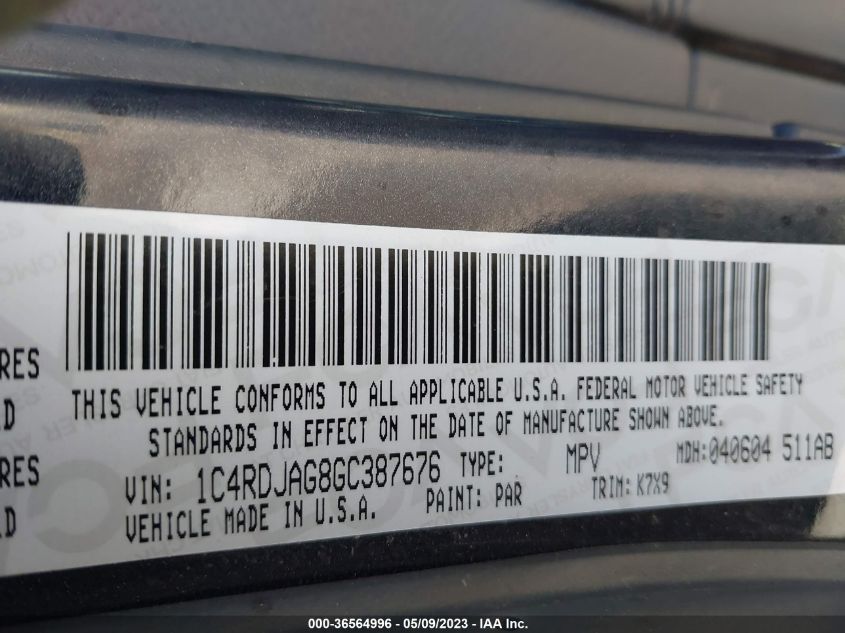 RES
D
RES
D
THIS VEHICLE CONFORMS TO ALL APPLICABLE U.S.A. FEDERAL MOTOR VEHICLE SAFETY
STANDARDS IN EFFECT ON THE DATE OF MANUFACTURE SHOWN ABOVE.
VIN: 1C4RDJAG8GC387676 TYPE: MPV MDH:040604 511AB
VEHICLE MADE IN U.S.A. PAINT: PAR TRIM: K7X9
000-36564996 - 05/09/2023 - IAA Inc.